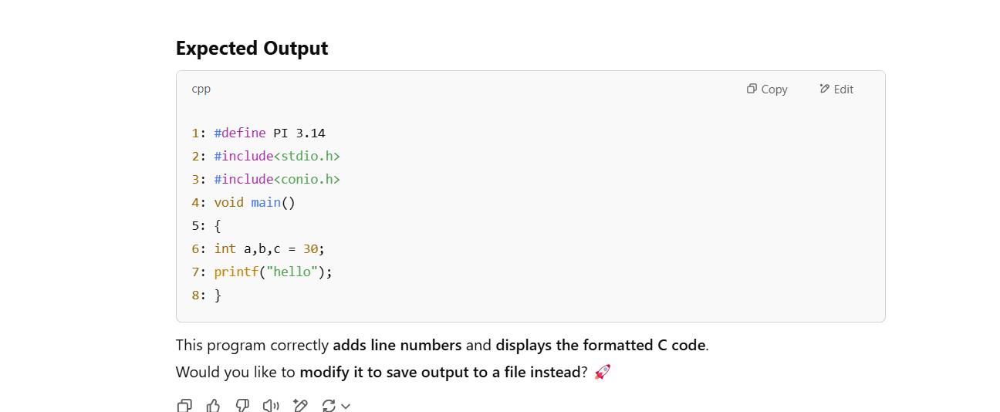 Expected Output
cpp
Copy
Edit
1: #define PI 3.14
2: #include<stdio.h>
3: #include<conio.h>
4: void main()
5: {
6: int a,b,c = 30;
7: printf("hello");
8: }
This program correctly adds line numbers and displays the formatted C code.
Would you like to modify it to save output to a file instead? 🚀